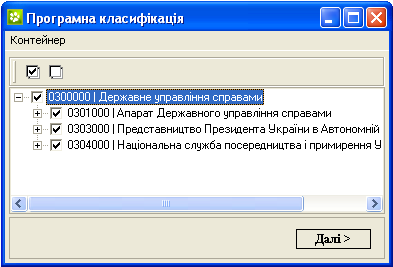 Програмна класифікація
Контейнер
0300000 | Державне управління справами
0301000 | Апарат Державного управління справами
0303000 | Представництво Президента України в Автономній
0304000 | Національна служба посередництва і примирення У
Далі >